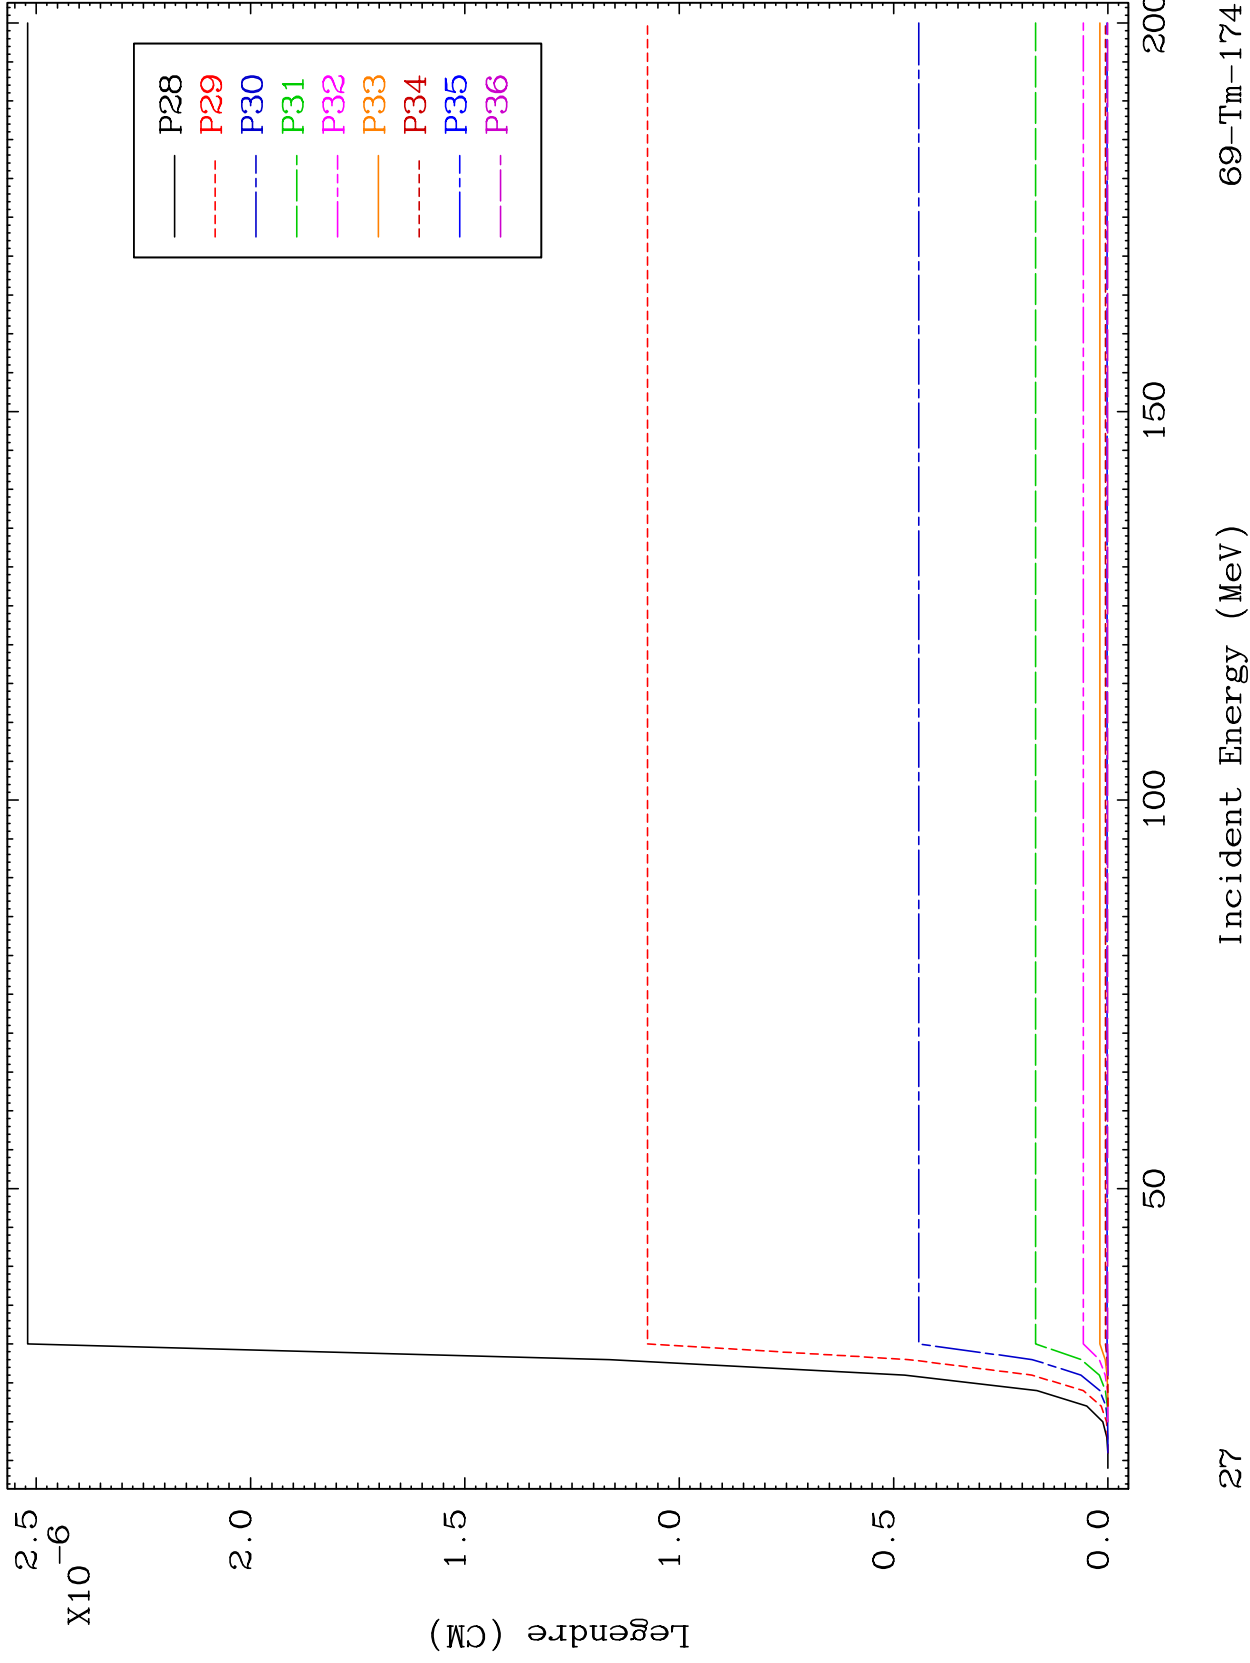 2.5
X10⁻⁶
2.0
1.5
1.0
0.5
0.0
Legendre (CM)
P28
P29
P30
P31
P32
P33
P34
P35
P36
50
100
150
200
Incident Energy (MeV)
27
69-Tm-174